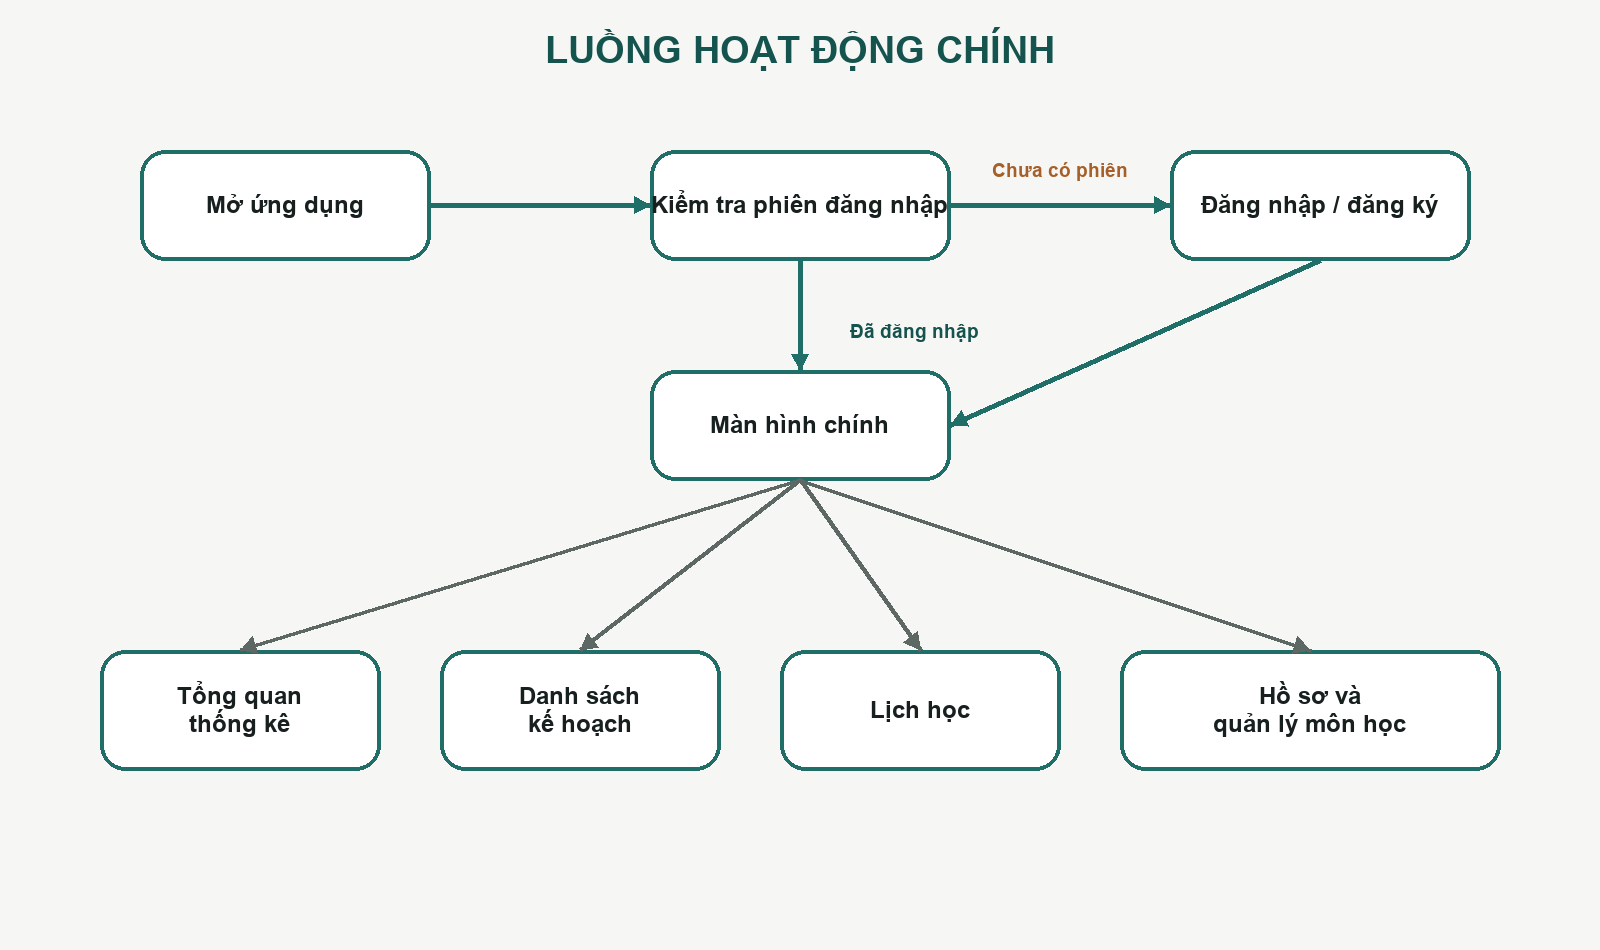 LUỒNG HOẠT ĐỘNG CHÍNH
Mở ứng dụng
Kiểm tra phiên đăng nhập
Chưa có phiên
Đăng nhập / đăng ký
Đã đăng nhập
Màn hình chính
Tổng quan
thống kê
Danh sách
kế hoạch
Lịch học
Hồ sơ và
quản lý môn học